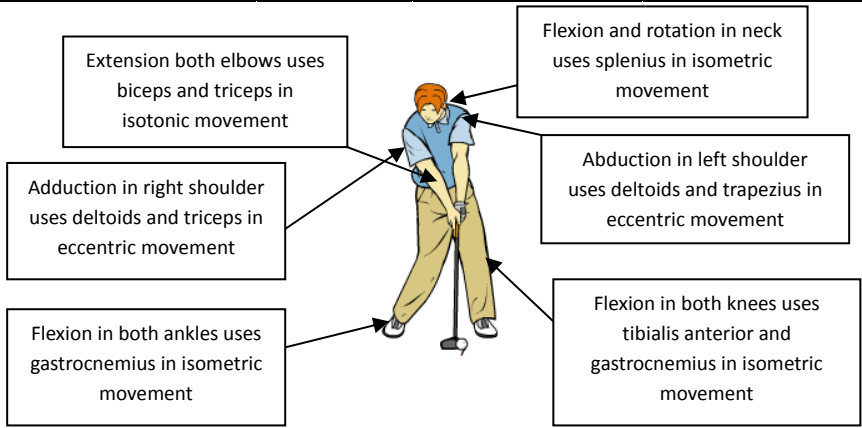 Extension both elbows uses
biceps and triceps in
isotonic movement
Flexion and rotation in neck
uses splenius in isometric
movement
Adduction in right shoulder
uses deltoids and triceps in
eccentric movement
Abduction in left shoulder
uses deltoids and trapezius in
eccentric movement
Flexion in both ankles uses
gastrocnemius in isometric
movement
Flexion in both knees uses
tibialis anterior and
gastrocnemius in isometric
movement